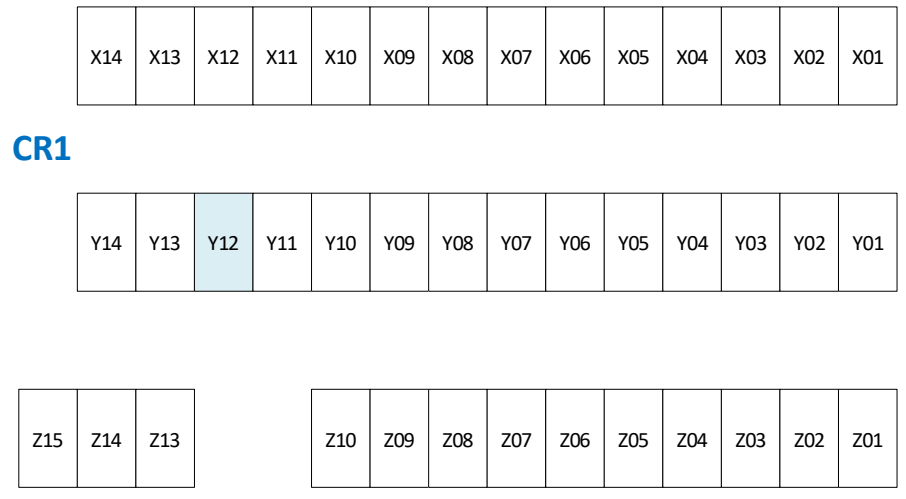 X14 X13 X12 X11 X10 X09 X08 X07 X06 X05 X04 X03 X02 X01
CR1
Y14 Y13 Y12 Y11 Y10 Y09 Y08 Y07 Y06 Y05 Y04 Y03 Y02 Y01
Z15 Z14 Z13 Z10 Z09 Z08 Z07 Z06 Z05 Z04 Z03 Z02 Z01